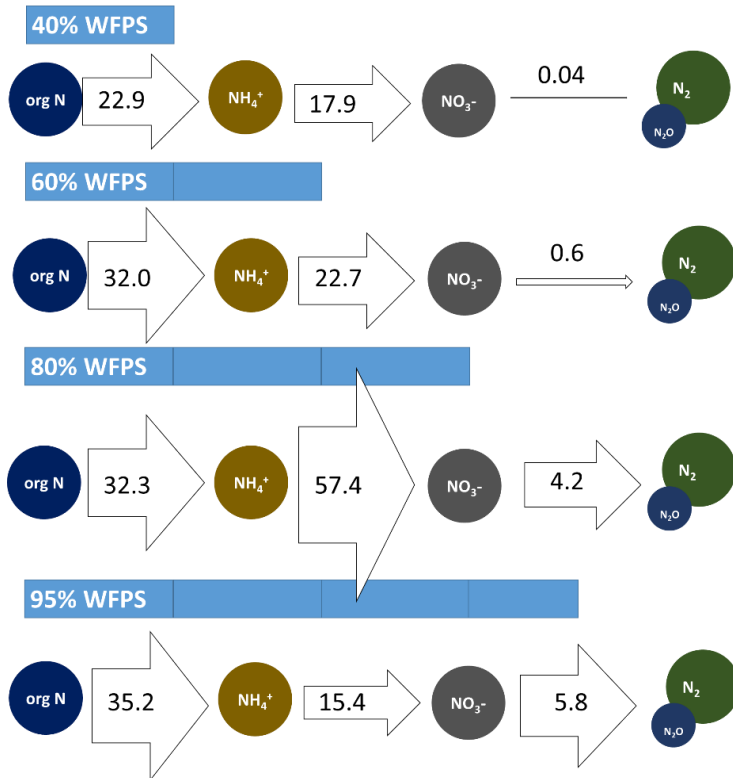 40% WFPS
org N 22.9 NH₄⁺ 17.9 NO₃- 0.04 N₂ N₂O
60% WFPS
org N 32.0 NH₄⁺ 22.7 NO₃- 0.6 N₂ N₂O
80% WFPS
org N 32.3 NH₄⁺ 57.4 NO₃- 4.2 N₂ N₂O
95% WFPS
org N 35.2 NH₄⁺ 15.4 NO₃- 5.8 N₂ N₂O